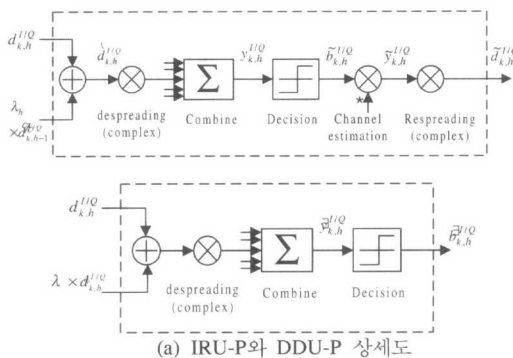 d_{k,h}^{I/Q}
d_{k,h}^{I/Q} y_{k,h}^{I/Q} b̃_{k,h}^{I/Q} ỹ_{k,h}^{I/Q} d̃_{k,h}^{I/Q}
Σ
*
λ_h
×d_{k,h-1}^{I/Q}
despreading
(complex)
Combine
Decision
Channel
estimation
Respreading
(complex)
d_{k,h}^{I/Q}
Σ
λ × d_{k,h}^{I/Q}
despreading
(complex)
Combine
Decision
(a) IRU-P와 DDU-P 상세도